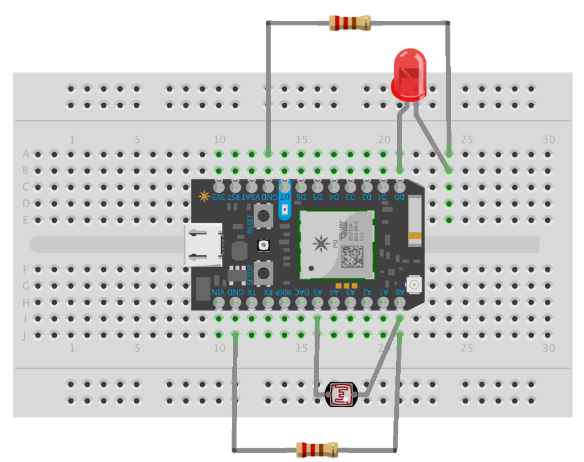 1 5 10 15 20 25 30
A
B
C
D
E
3V3 RST VBAT GND D7 D6 D5 D4 D3 D2 D1 D0
RESET
P0
SETUP
F
G
VIN GND TX RX WKP DAC A5 A4 A3 A2 A1 A0
H
I
J
1 5 10 15 20 25 30